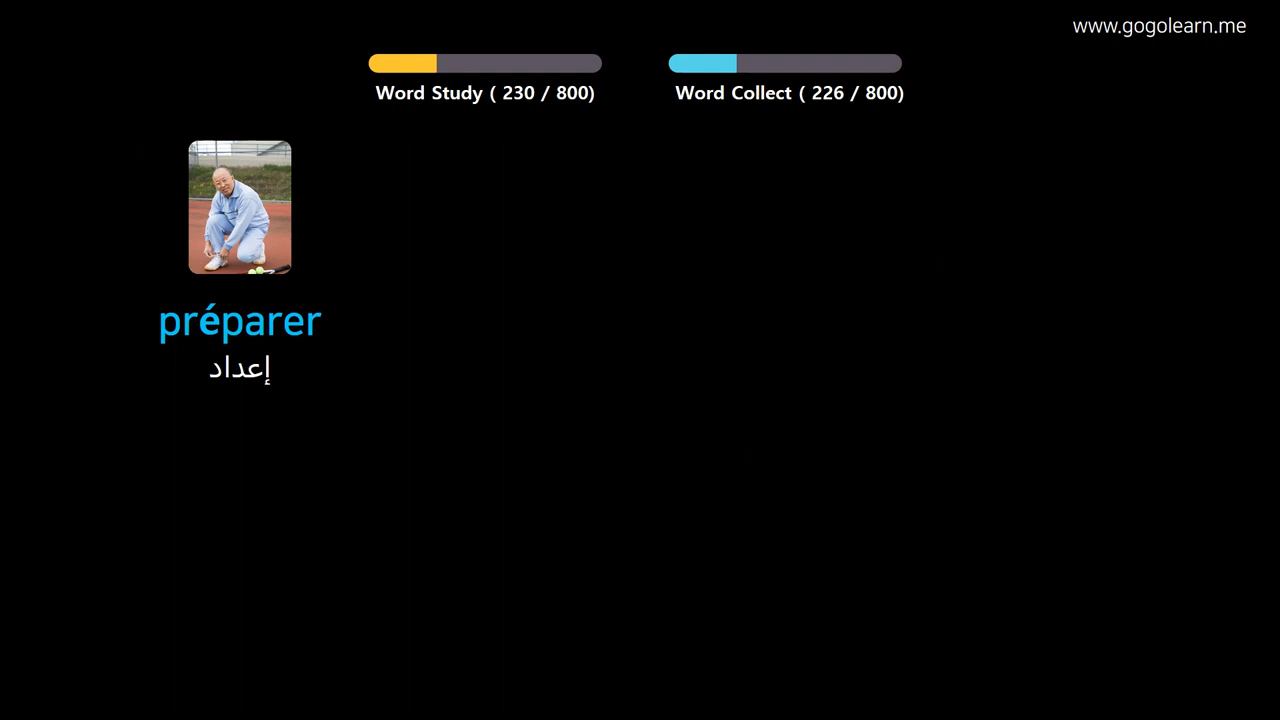 www.gogolearn.me
Word Study ( 230 / 800)
Word Collect ( 226 / 800)
préparer
إعداد